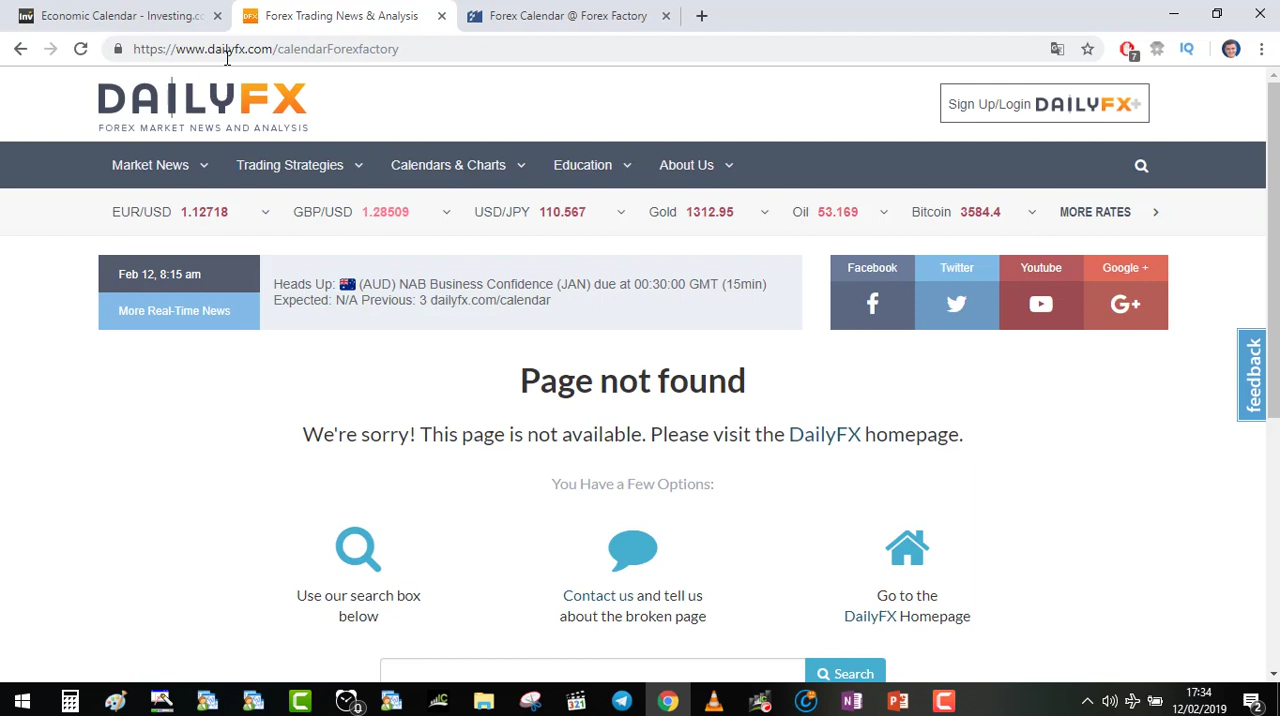 Economic Calendar - Investing.co
Forex Trading News & Analysis
Forex Calendar @ Forex Factory
https://www.dailyfx.com/calendarForexfactory
7
IQ
DAILYFX
FOREX MARKET NEWS AND ANALYSIS
Sign Up/Login DAILYFX+
Market News
Trading Strategies
Calendars & Charts
Education
About Us
EUR/USD 1.12718
GBP/USD 1.28509
USD/JPY 110.567
Gold 1312.95
Oil 53.169
Bitcoin 3584.4
MORE RATES
Feb 12, 8:15 am
More Real-Time News
Heads Up: (AUD) NAB Business Confidence (JAN) due at 00:30:00 GMT (15min)
Expected: N/A Previous: 3 dailyfx.com/calendar
Facebook
Twitter
Youtube
Google +
G+
feedback
Page not found
We're sorry! This page is not available. Please visit the DailyFX homepage.
You Have a Few Options:
Use our search box
below
Contact us and tell us
about the broken page
Go to the
DailyFX Homepage
Search
17:34
12/02/2019
2